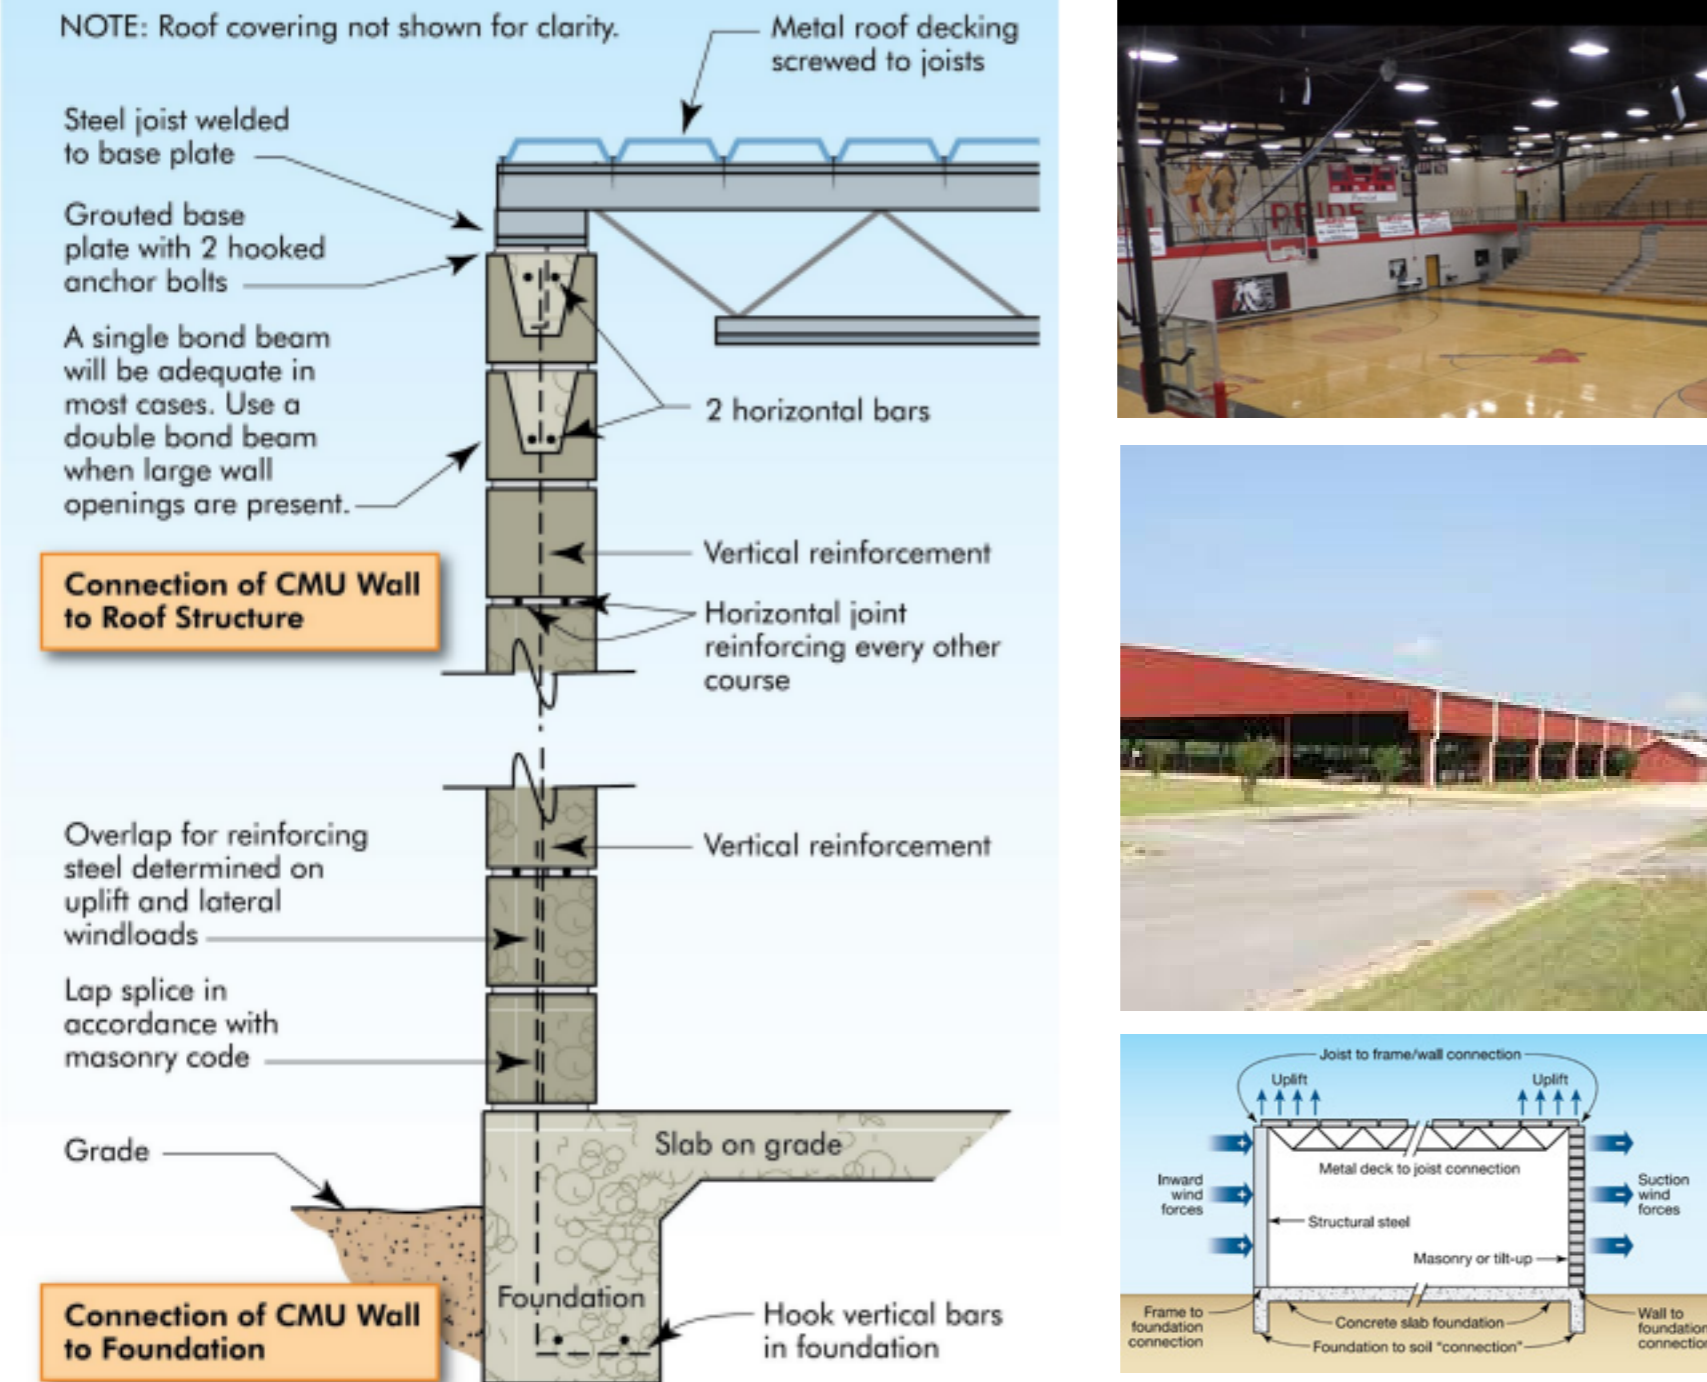 NOTE: Roof covering not shown for clarity.
Metal roof decking
screwed to joists
Steel joist welded
to base plate
Grouted base
plate with 2 hooked
anchor bolts
A single bond beam
will be adequate in
most cases. Use a
double bond beam
when large wall
openings are present.
2 horizontal bars
Vertical reinforcement
Connection of CMU Wall
to Roof Structure
Horizontal joint
reinforcing every other
course
Overlap for reinforcing
steel determined on
uplift and lateral
windloads
Vertical reinforcement
Lap splice in
accordance with
masonry code
Grade
Slab on grade
Foundation
Connection of CMU Wall
to Foundation
Hook vertical bars
in foundation
PRIDE
Joist to frame/wall connection
Uplift
Uplift
Metal deck to joist connection
Inward
wind
forces
Suction
wind
forces
Structural steel
Masonry or tilt-up
Frame to
foundation
connection
Concrete slab foundation
Foundation to soil "connection"
Wall to
foundation
connection